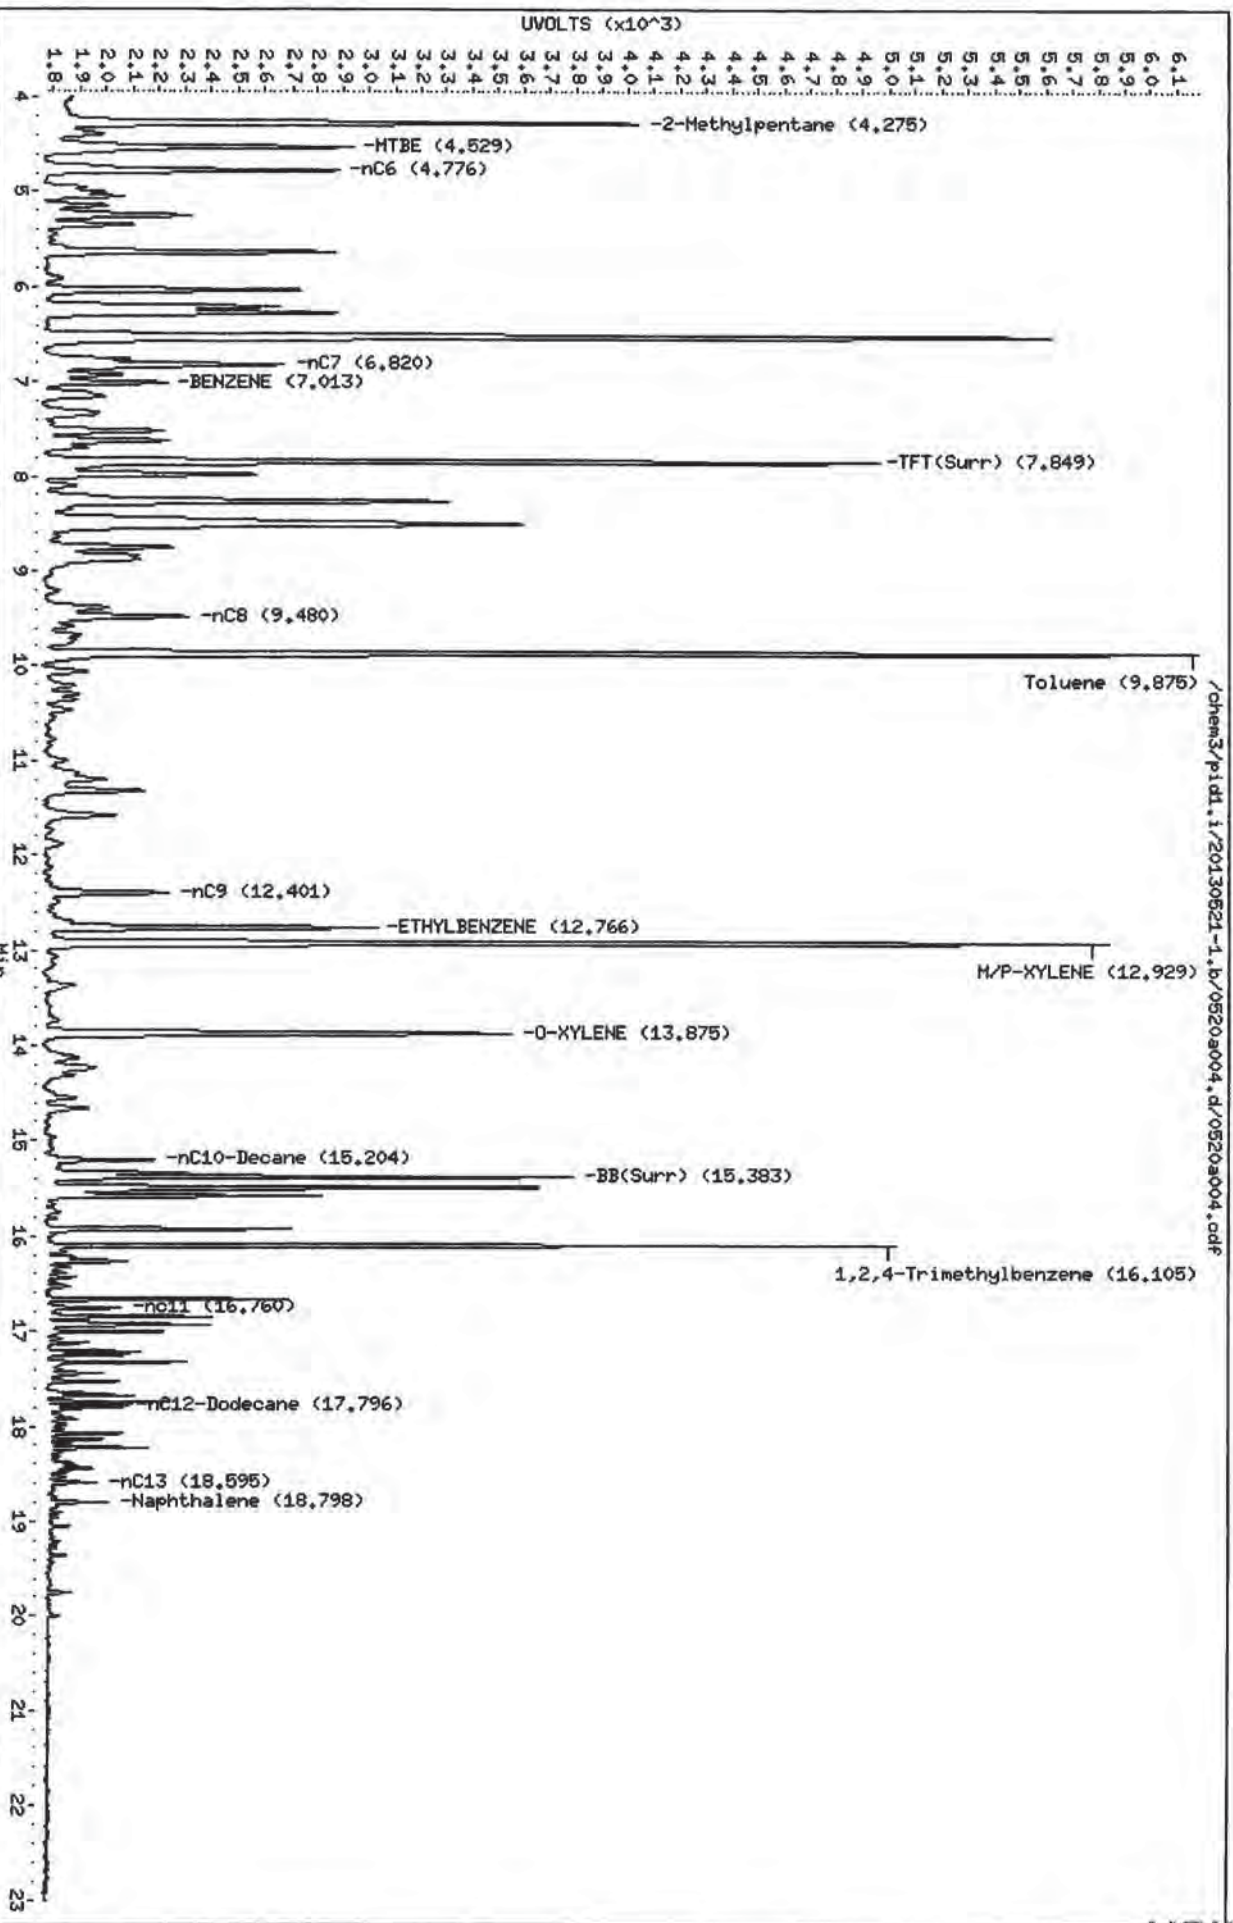 UVOLTS (x10^3)
1.8 1.9 2.0 2.1 2.2 2.3 2.4 2.5 2.6 2.7 2.8 2.9 3.0 3.1 3.2 3.3 3.4 3.5 3.6 3.7 3.8 3.9 4.0 4.1 4.2 4.3 4.4 4.5 4.6 4.7 4.8 4.9 5.0 5.1 5.2 5.3 5.4 5.5 5.6 5.7 5.8 5.9 6.0 6.1
/chem3/pid1.i/20130521-1.b/0520a004.d/0520a004.cdf
-2-Methylpentane (4.275)
-MTBE (4.529)
-nC6 (4.776)
-nC7 (6.820)
-BENZENE (7.013)
-TFT(Surr) (7.849)
-nC8 (9.480)
Toluene (9.875)
-nC9 (12.401)
-ETHYLBENZENE (12.766)
M/P-XYLENE (12.929)
-O-XYLENE (13.875)
-nC10-Decane (15.204)
-BB(Surr) (15.383)
1,2,4-Trimethylbenzene (16.105)
-nc11 (16.760)
-nC12-Dodecane (17.796)
-nC13 (18.595)
-Naphthalene (18.798)
4 5 6 7 8 9 10 11 12 13 14 15 16 17 18 19 20 21 22 23
Min